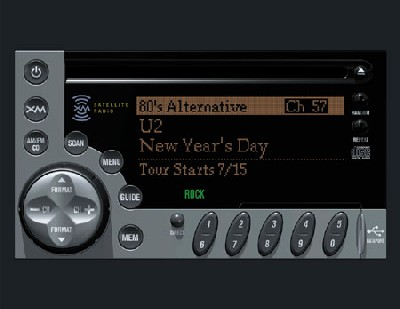 XM
SATELLITE
RADIO
80's Alternative Ch 57
U2
New Year's Day
Tour Starts 7/15
ROCK
XM
AM/FM
CD
SCAN
MENU
GUIDE
MEM
FORMAT
CH
FORMAT
REPEAT
1 2 3 4 5
6 7 8 9 0